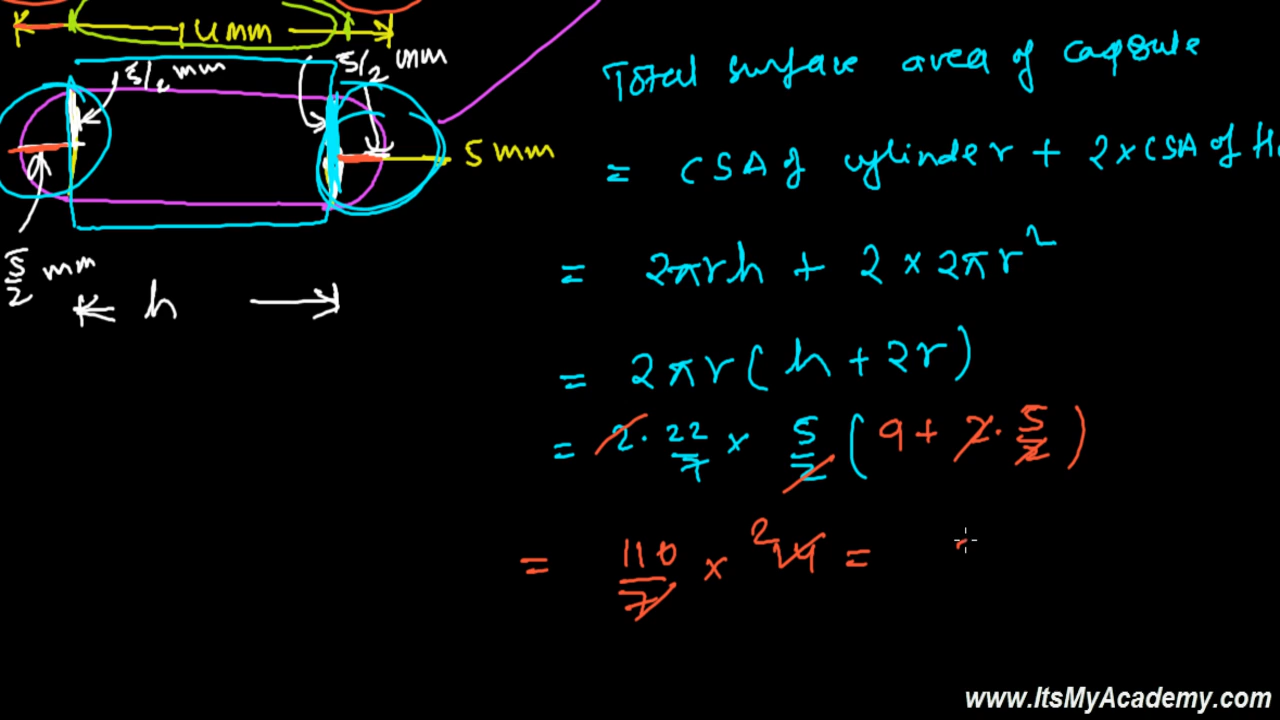 14 mm
5/2 mm
5/2 mm
5 mm
5/2 mm
h
Total surface area of capsule
= CSA of cylinder + 2 × CSA of
= 2πrh + 2 × 2πr²
= 2πr(h + 2r)
= 2 · 22/7 × 5/2 (9 + 2 · 5/2)
= 110/7 × 2 14 =
www.ItsMyAcademy.com